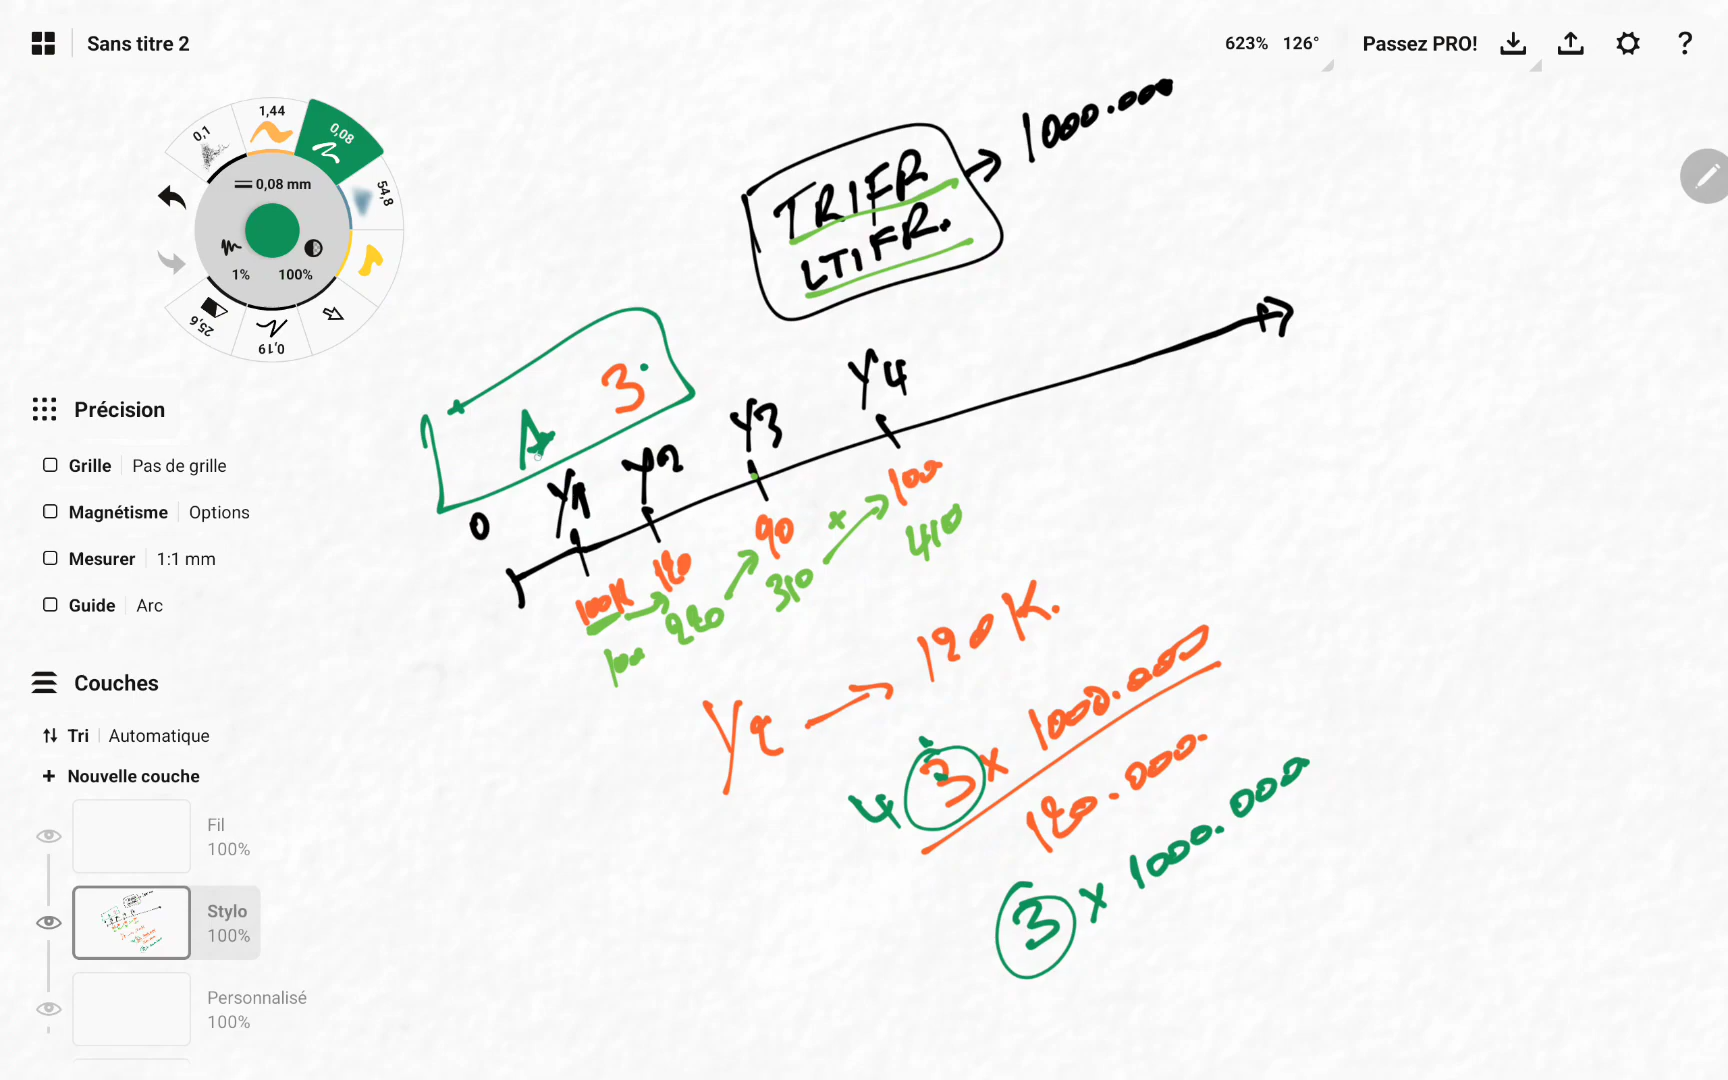 Sans titre 2
623% 126° Passez PRO! ?
0,1
1,44
0,08
54,8
0,08 mm
1% 100%
25,6
0,19
Précision
Grille Pas de grille
Magnétisme Options
Mesurer 1:1 mm
Guide Arc
Couches
Tri Automatique
+ Nouvelle couche
Fil
100%
Stylo
100%
Personnalisé
100%
TRIFR → 1000.000
LTIFR.
A 3
0 Y1 Y2 Y3 Y4
100K 120 90 100
100 220 310 410
Y2 → 120K.
4 3 x 1000.000
120.000.
3 x 1000.000